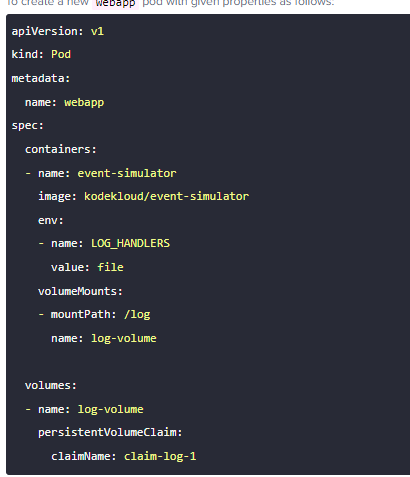 To create a new webapp pod with given properties as follows:
apiVersion: v1
kind: Pod
metadata:
  name: webapp
spec:
  containers:
  - name: event-simulator
    image: kodekloud/event-simulator
    env:
    - name: LOG_HANDLERS
      value: file
    volumeMounts:
    - mountPath: /log
      name: log-volume

  volumes:
  - name: log-volume
    persistentVolumeClaim:
      claimName: claim-log-1